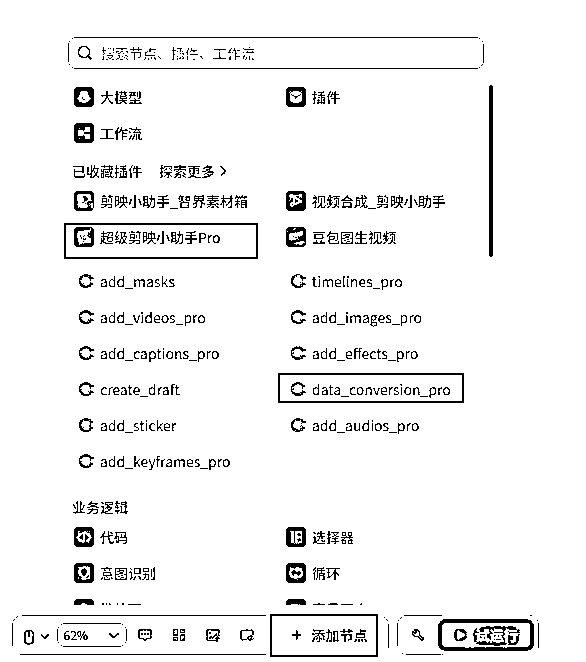 搜索节点、插件、工作流
大模型 插件
工作流
已收藏插件 探索更多 >
剪映小助手_智界素材箱 视频合成_剪映小助手
超级剪映小助手Pro 豆包图生视频
add_masks timelines_pro
add_videos_pro add_images_pro
add_captions_pro add_effects_pro
create_draft data_conversion_pro
add_sticker add_audios_pro
add_keyframes_pro
业务逻辑
代码 选择器
意图识别 循环
62% + 添加节点 试运行